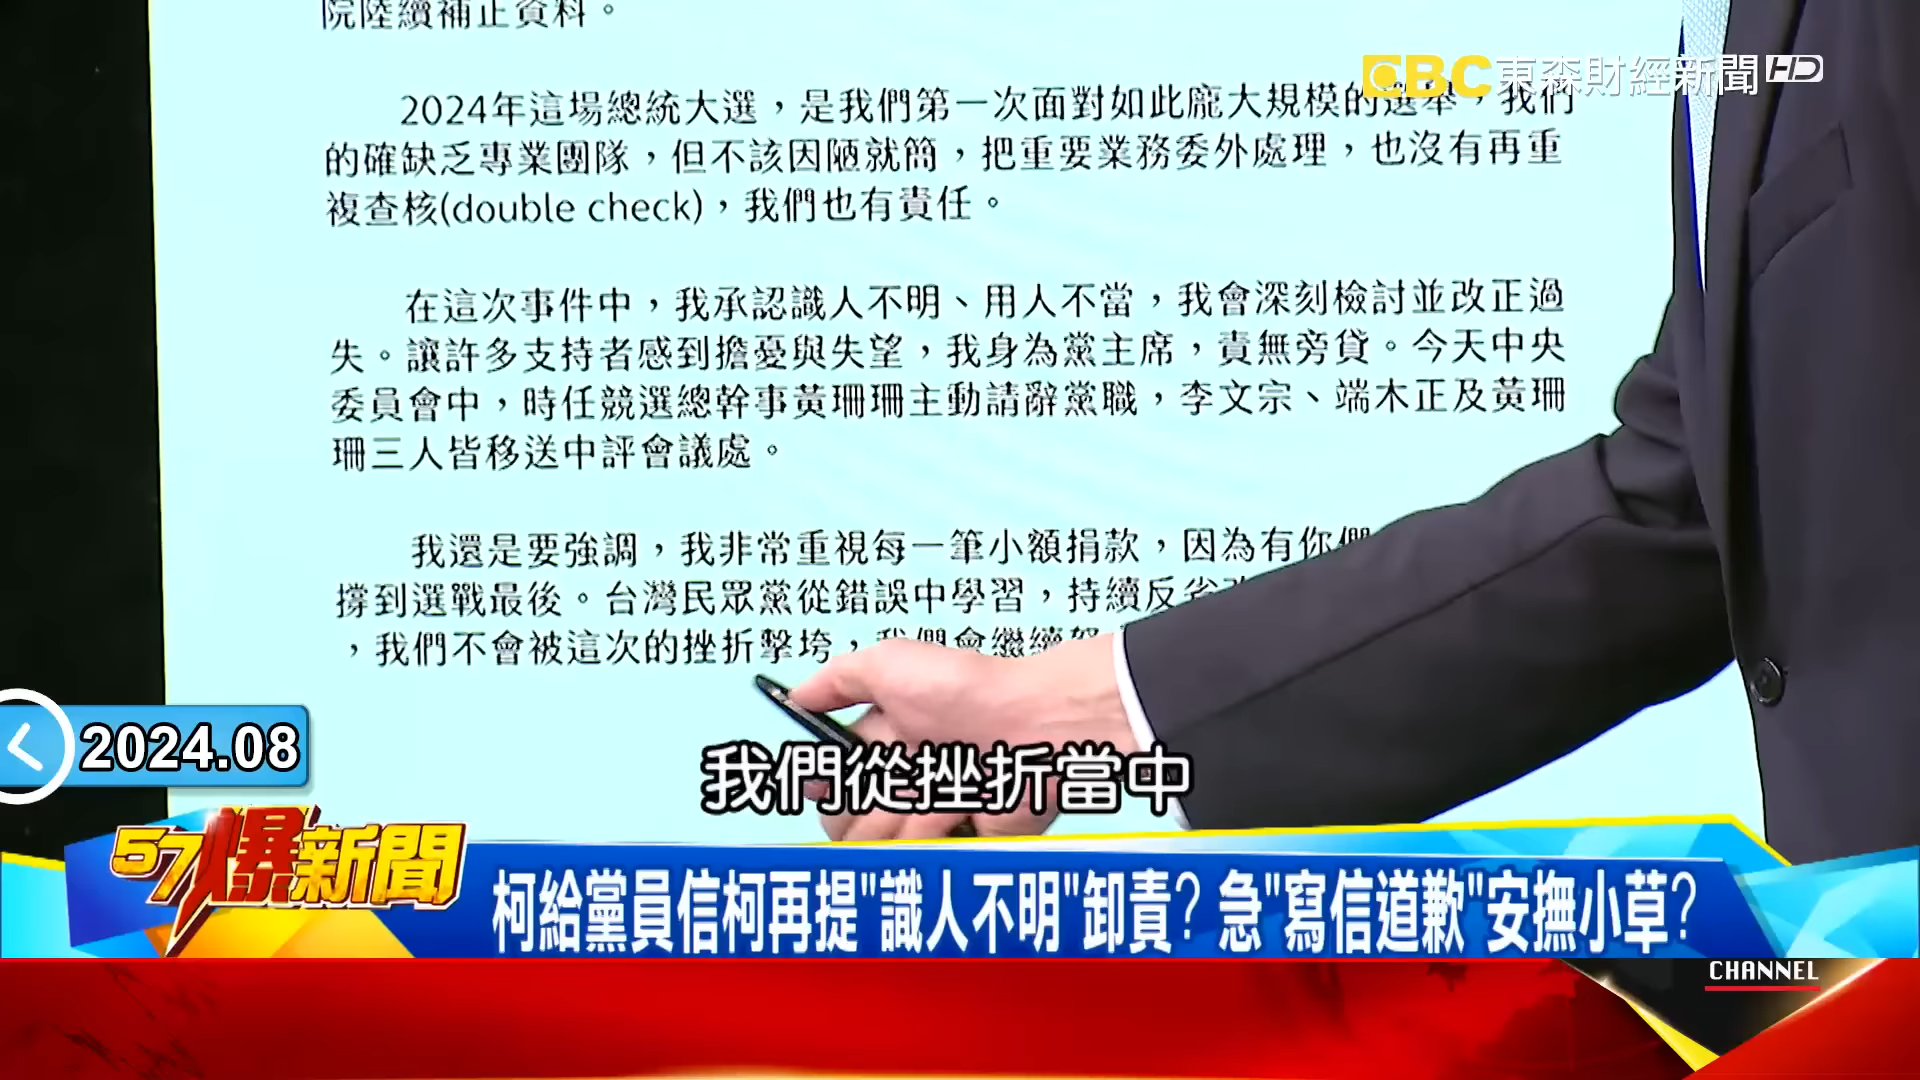 院陸續補正資料。
EBC東森財經新聞HD
2024年這場總統大選，是我們第一次面對如此龐大規模的選舉，我們
的確缺乏專業團隊，但不該因陋就簡，把重要業務委外處理，也沒有再重
複查核(double check)，我們也有責任。
在這次事件中，我承認識人不明、用人不當，我會深刻檢討並改正過
失。讓許多支持者感到擔憂與失望，我身為黨主席，責無旁貸。今天中央
委員會中，時任競選總幹事黃珊珊主動請辭黨職，李文宗、端木正及黃珊
珊三人皆移送中評會議處。
我還是要強調，我非常重視每一筆小額捐款，因為有你們
撐到選戰最後。台灣民眾黨從錯誤中學習，持續反省
，我們不會被這次的挫折擊垮，我們會繼續努
2024.08
我們從挫折當中
57爆新聞
柯給黨員信柯再提"識人不明"卸責? 急"寫信道歉"安撫小草?
CHANNEL